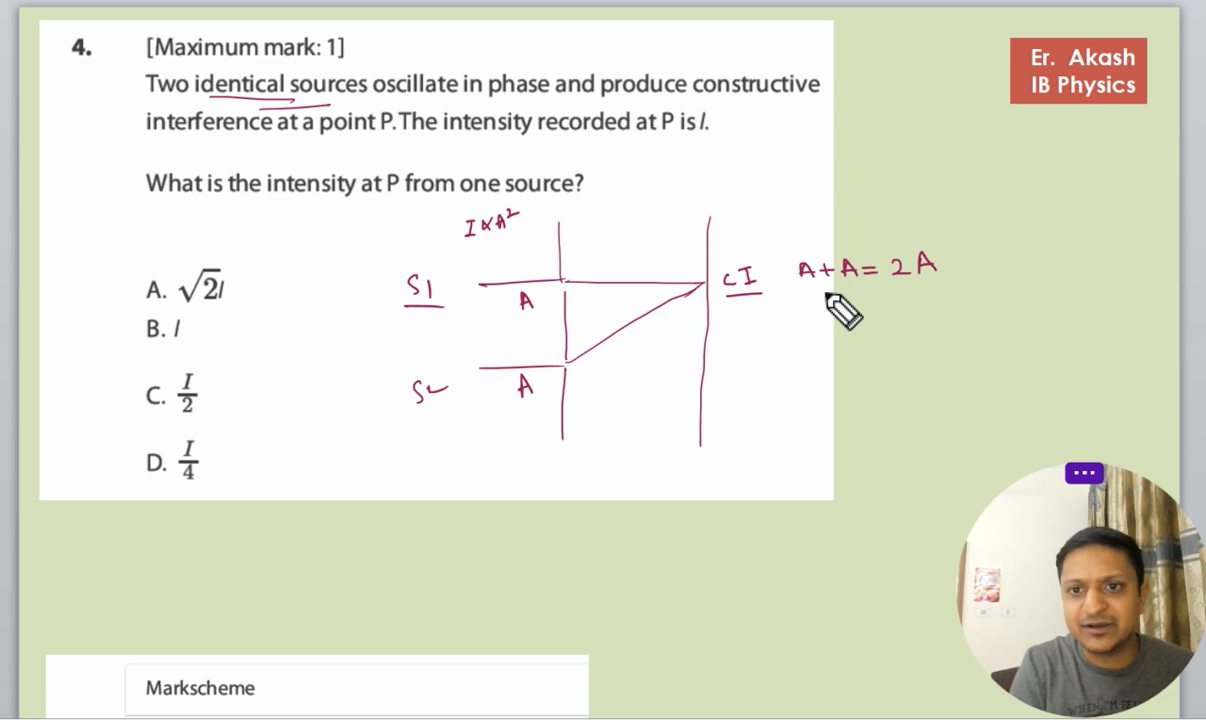 4. [Maximum mark: 1]
Er. Akash
IB Physics
Two identical sources oscillate in phase and produce constructive
interference at a point P. The intensity recorded at P is I.
What is the intensity at P from one source?
I ∝ A²
A. √2I
B. I
C. I/2
D. I/4
S1
A
CI
A+A= 2A
S2
A
Markscheme